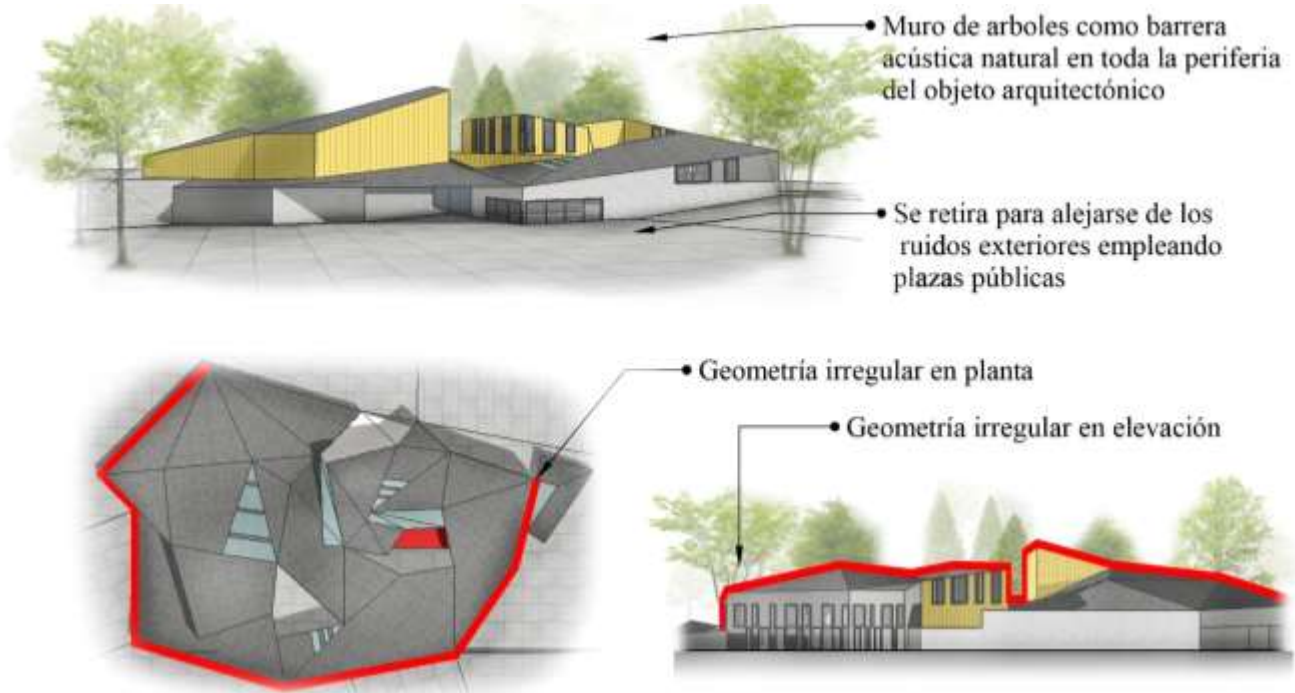 Muro de arboles como barrera
acústica natural en toda la periferia
del objeto arquitectónico
Se retira para alejarse de los
ruidos exteriores empleando
plazas públicas
Geometría irregular en planta
Geometría irregular en elevación